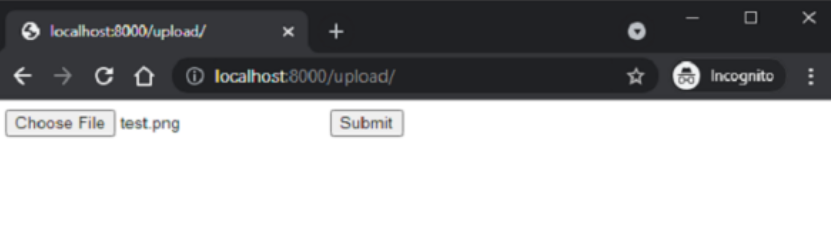 localhost:8000/upload/
localhost:8000/upload/ Incognito
Choose File test.png Submit